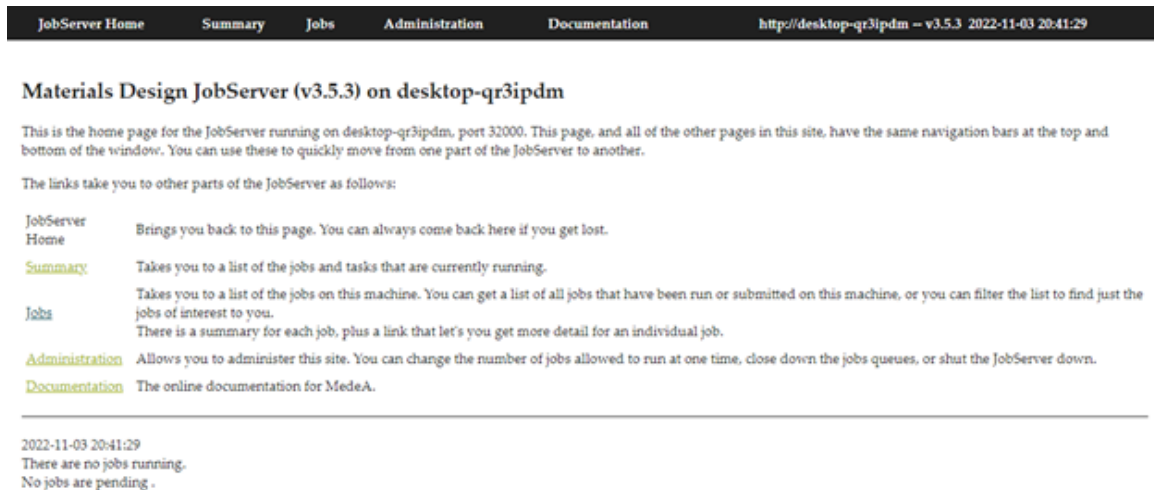 JobServer Home Summary Jobs Administration Documentation http://desktop-qr3ipdm -- v3.5.3 2022-11-03 20:41:29
Materials Design JobServer (v3.5.3) on desktop-qr3ipdm
This is the home page for the JobServer running on desktop-qr3ipdm, port 32000. This page, and all of the other pages in this site, have the same navigation bars at the top and
bottom of the window. You can use these to quickly move from one part of the JobServer to another.
The links take you to other parts of the JobServer as follows:
JobServer
Home
Brings you back to this page. You can always come back here if you get lost.
Summary Takes you to a list of the jobs and tasks that are currently running.
Jobs
Takes you to a list of the jobs on this machine. You can get a list of all jobs that have been run or submitted on this machine, or you can filter the list to find just the
jobs of interest to you.
There is a summary for each job, plus a link that let's you get more detail for an individual job.
Administration Allows you to administer this site. You can change the number of jobs allowed to run at one time, close down the jobs queues, or shut the JobServer down.
Documentation The online documentation for MedeA.
2022-11-03 20:41:29
There are no jobs running.
No jobs are pending .